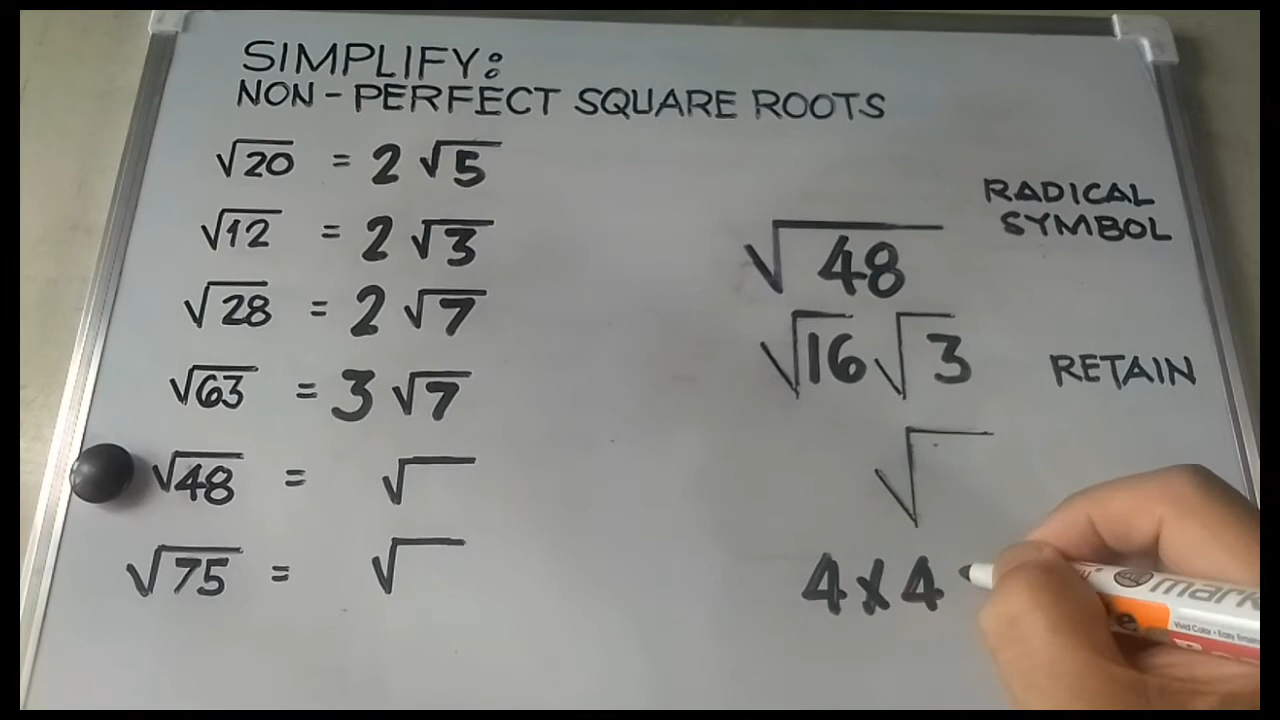 SIMPLIFY:
NON-PERFECT SQUARE ROOTS
√20 = 2 √5
√12 = 2 √3
√28 = 2 √7
√63 = 3 √7
√48 = √
√75 = √
RADICAL
SYMBOL
√48
√16 √3
RETAIN
√
4x4
mark